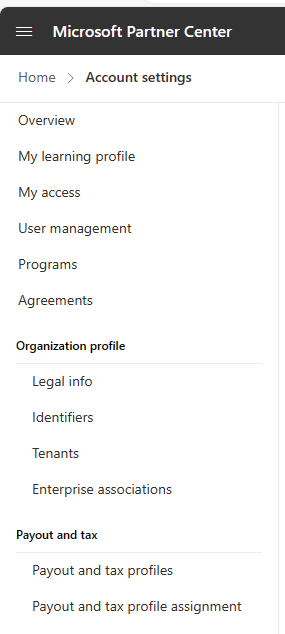 Microsoft Partner Center
Home > Account settings
Overview
My learning profile
My access
User management
Programs
Agreements
Organization profile
Legal info
Identifiers
Tenants
Enterprise associations
Payout and tax
Payout and tax profiles
Payout and tax profile assignment